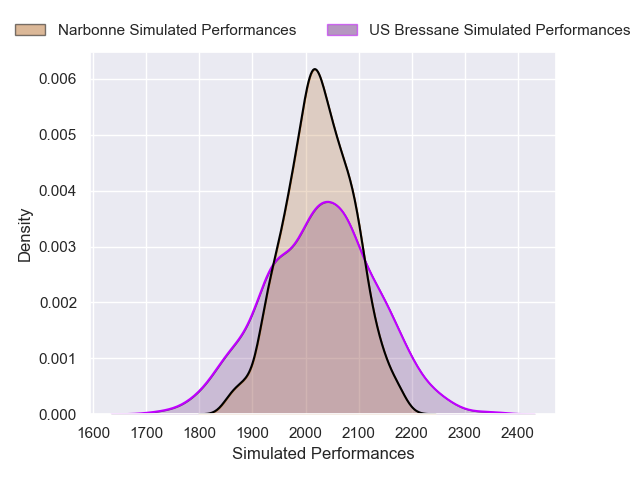 Narbonne Simulated Performances US Bressane Simulated Performances
0.006
0.005
0.004
0.003
0.002
0.001
0.000
Density
1600 1700 1800 1900 2000 2100 2200 2300 2400
Simulated Performances